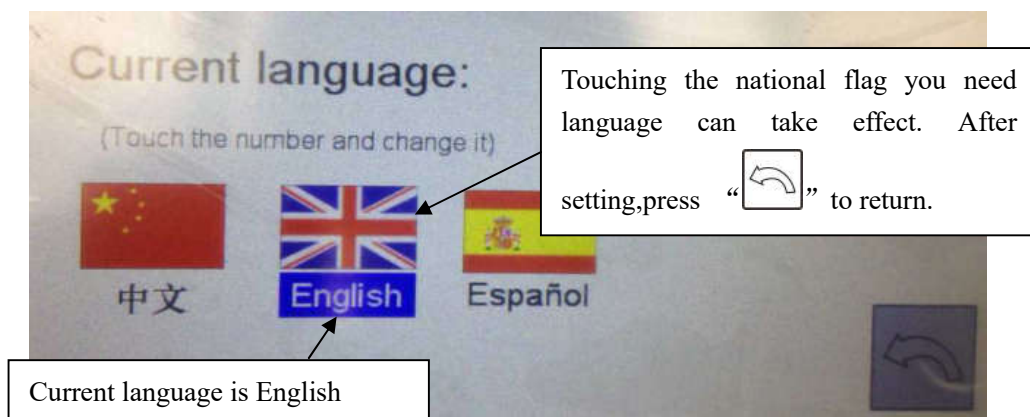 Current language:
(Touch the number and change it)
中文
English
Español
Touching the national flag you need
language can take effect. After
setting,press “ ” to return.
Current language is English